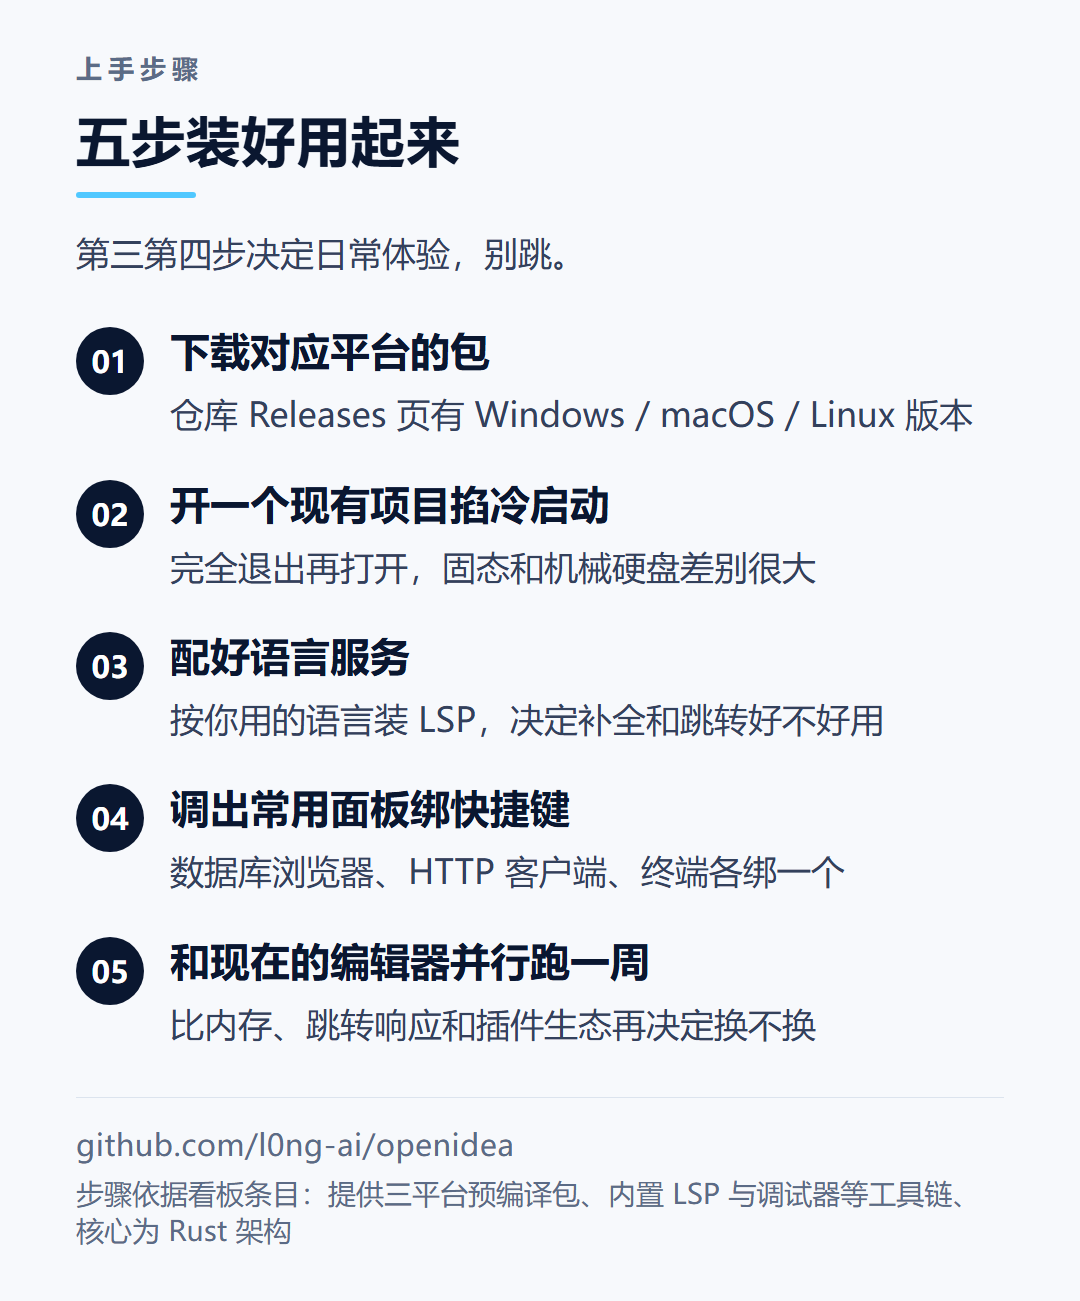 上手步骤
五步装好用起来
第三第四步决定日常体验，别跳。
01
下载对应平台的包
仓库 Releases 页有 Windows / macOS / Linux 版本
02
开一个现有项目掐冷启动
完全退出再打开，固态和机械硬盘差别很大
03
配好语言服务
按你用的语言装 LSP，决定补全和跳转好不好用
04
调出常用面板绑快捷键
数据库浏览器、HTTP 客户端、终端各绑一个
05
和现在的编辑器并行跑一周
比内存、跳转响应和插件生态再决定换不换
github.com/l0ng-ai/openidea
步骤依据看板条目：提供三平台预编译包、内置 LSP 与调试器等工具链、
核心为 Rust 架构